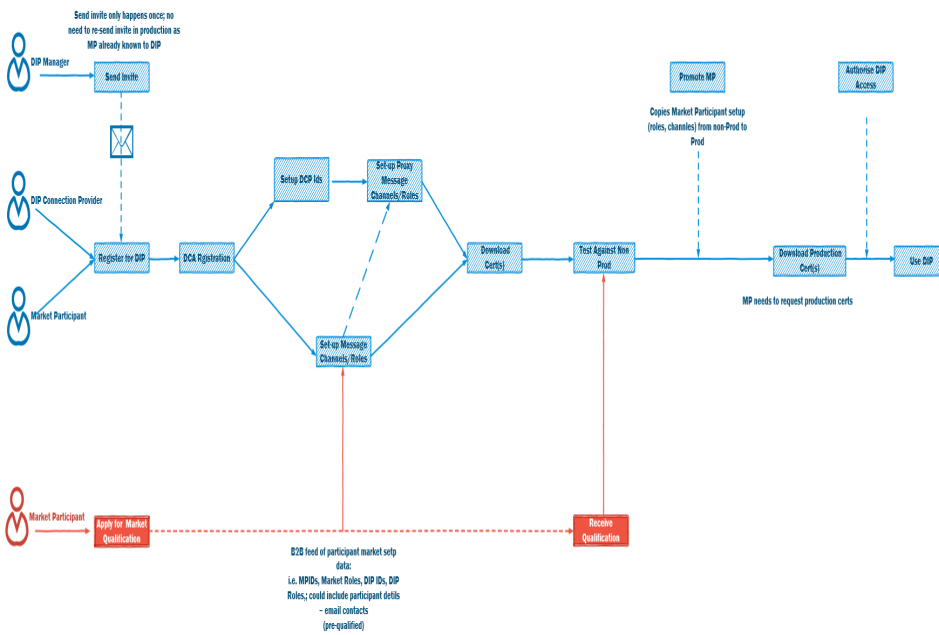 Send invite only happens once; no
need to re-send invite in production as
MP already known to DIP
DIP Manager
Send Invite
Promote MP
Authorise DIP
Access
Copies Market Participant setup
(roles, channles) from non-Prod to
Prod
DIP Connection Provider
Setup DCP Ids
Set-up Proxy
Message
Channels/Roles
Register for DIP
DCA Rgistration
Download
Cert(s)
Test Against Non
Prod
Download Production
Cert(s)
Use DIP
MP needs to request production certs
Market Participant
Set-up Message
Channels/Roles
Market Participant
Apply for Market
Qualification
Receive
Qualification
B2B feed of participant market setp
data:
i.e. MPIDs, Market Roles, DIP IDs, DIP
Roles,; could include participant detils
– email contacts
(pre-qualified)